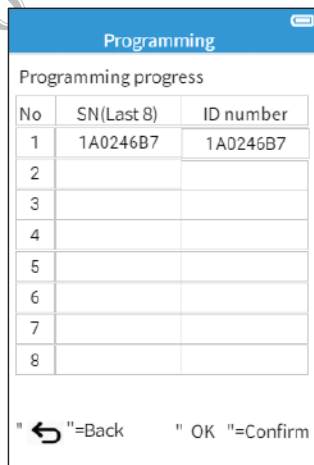 Programming
Programming progress
No SN(Last 8) ID number
1 1A0246B7 1A0246B7
2
3
4
5
6
7
8
" "=Back " OK "=Confirm